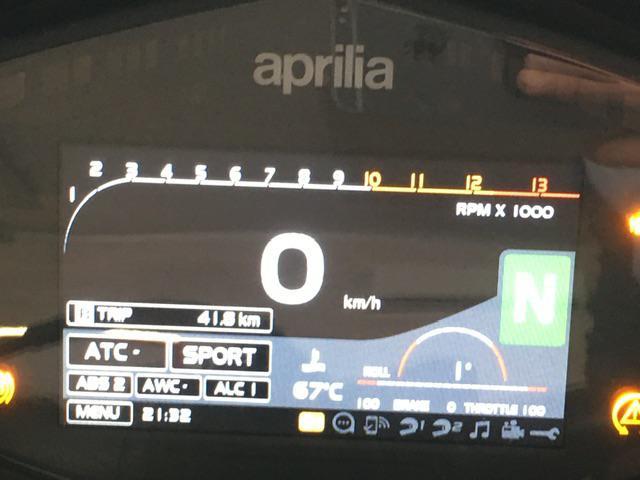 aprilia
1 2 3 4 5 6 7 8 9 10 11 12 13
RPM X 1000
0 km/h
N
TRIP 41.8 km
ATC - SPORT
ROLL 1°
67°C
ABS 2 AWC - ALC 1
100 BRAKE 0 THROTTLE 100
MENU 21:32
1 2